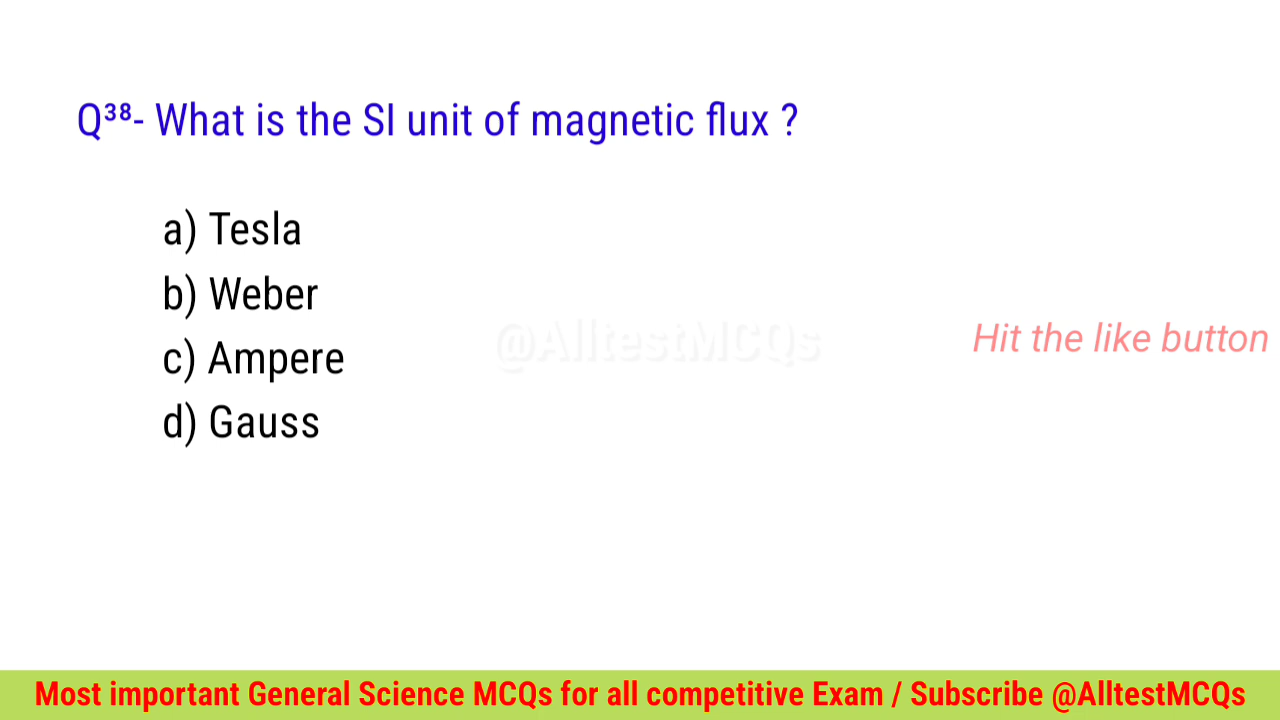 Q³⁸- What is the SI unit of magnetic flux ?
a) Tesla
b) Weber
c) Ampere
d) Gauss
@AlltestMCQs
Hit the like button
Most important General Science MCQs for all competitive Exam / Subscribe @AlltestMCQs